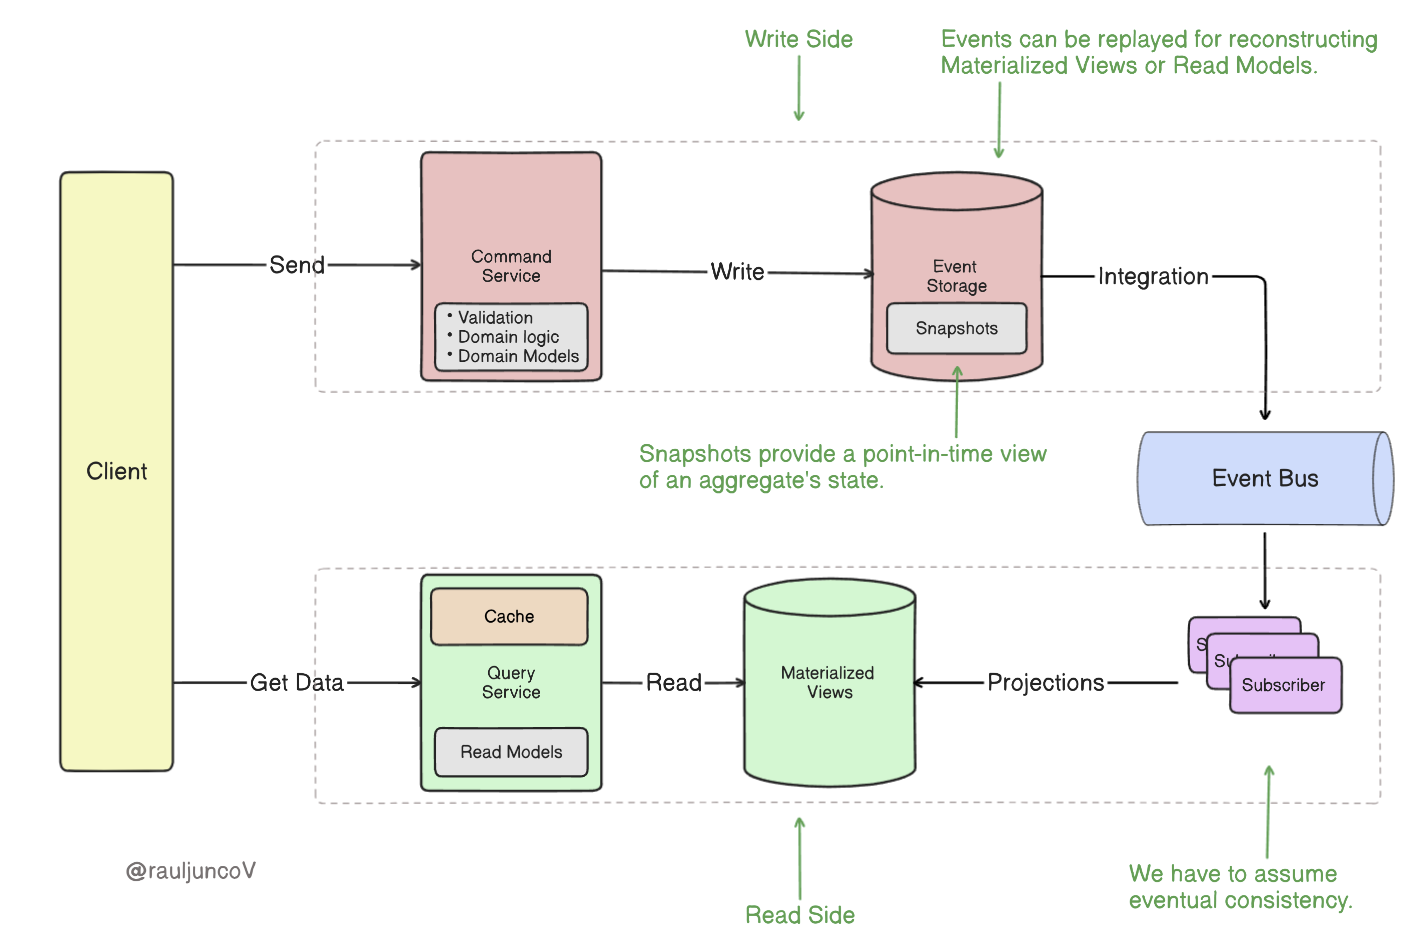 Write Side
Events can be replayed for reconstructing
Materialized Views or Read Models.
Client
Send
Command
Service
• Validation
• Domain logic
• Domain Models
Write
Event
Storage
Snapshots
Integration
Snapshots provide a point-in-time view
of an aggregate's state.
Event Bus
Get Data
Cache
Query
Service
Read Models
Read
Materialized
Views
Projections
Subscriber
@rauljuncoV
Read Side
We have to assume
eventual consistency.